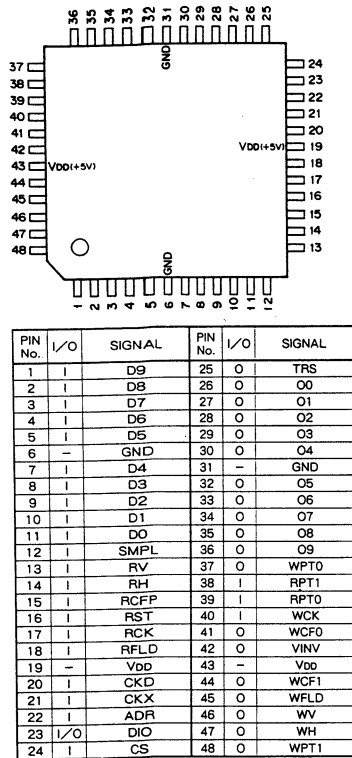 36 35 34 33 32 31 30 29 28 27 26 25
GND
37 24
38 23
39 22
40 21
41 20
42 VDD(+5V) 19
43 VDD(+5V) 18
44 17
45 16
46 15
47 14
48 13
GND
1 2 3 4 5 6 7 8 9 10 11 12
PIN No. I/O SIGNAL PIN No. I/O SIGNAL
1 I D9 25 O TRS
2 I D8 26 O O0
3 I D7 27 O O1
4 I D6 28 O O2
5 I D5 29 O O3
6 – GND 30 O O4
7 I D4 31 – GND
8 I D3 32 O O5
9 I D2 33 O O6
10 I D1 34 O O7
11 I D0 35 O O8
12 I SMPL 36 O O9
13 I RV 37 O WPT0
14 I RH 38 I RPT1
15 I RCFP 39 I RPT0
16 I RST 40 I WCK
17 I RCK 41 O WCF0
18 I RFLD 42 O VINV
19 – VDD 43 – VDD
20 I CKD 44 O WCF1
21 I CKX 45 O WFLD
22 I ADR 46 O WV
23 I/O DIO 47 O WH
24 I CS 48 O WPT1